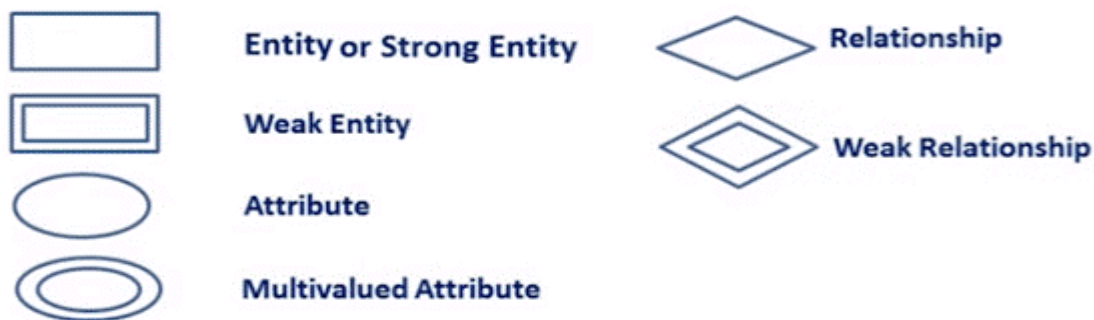 Entity or Strong Entity
Relationship
Weak Entity
Weak Relationship
Attribute
Multivalued Attribute